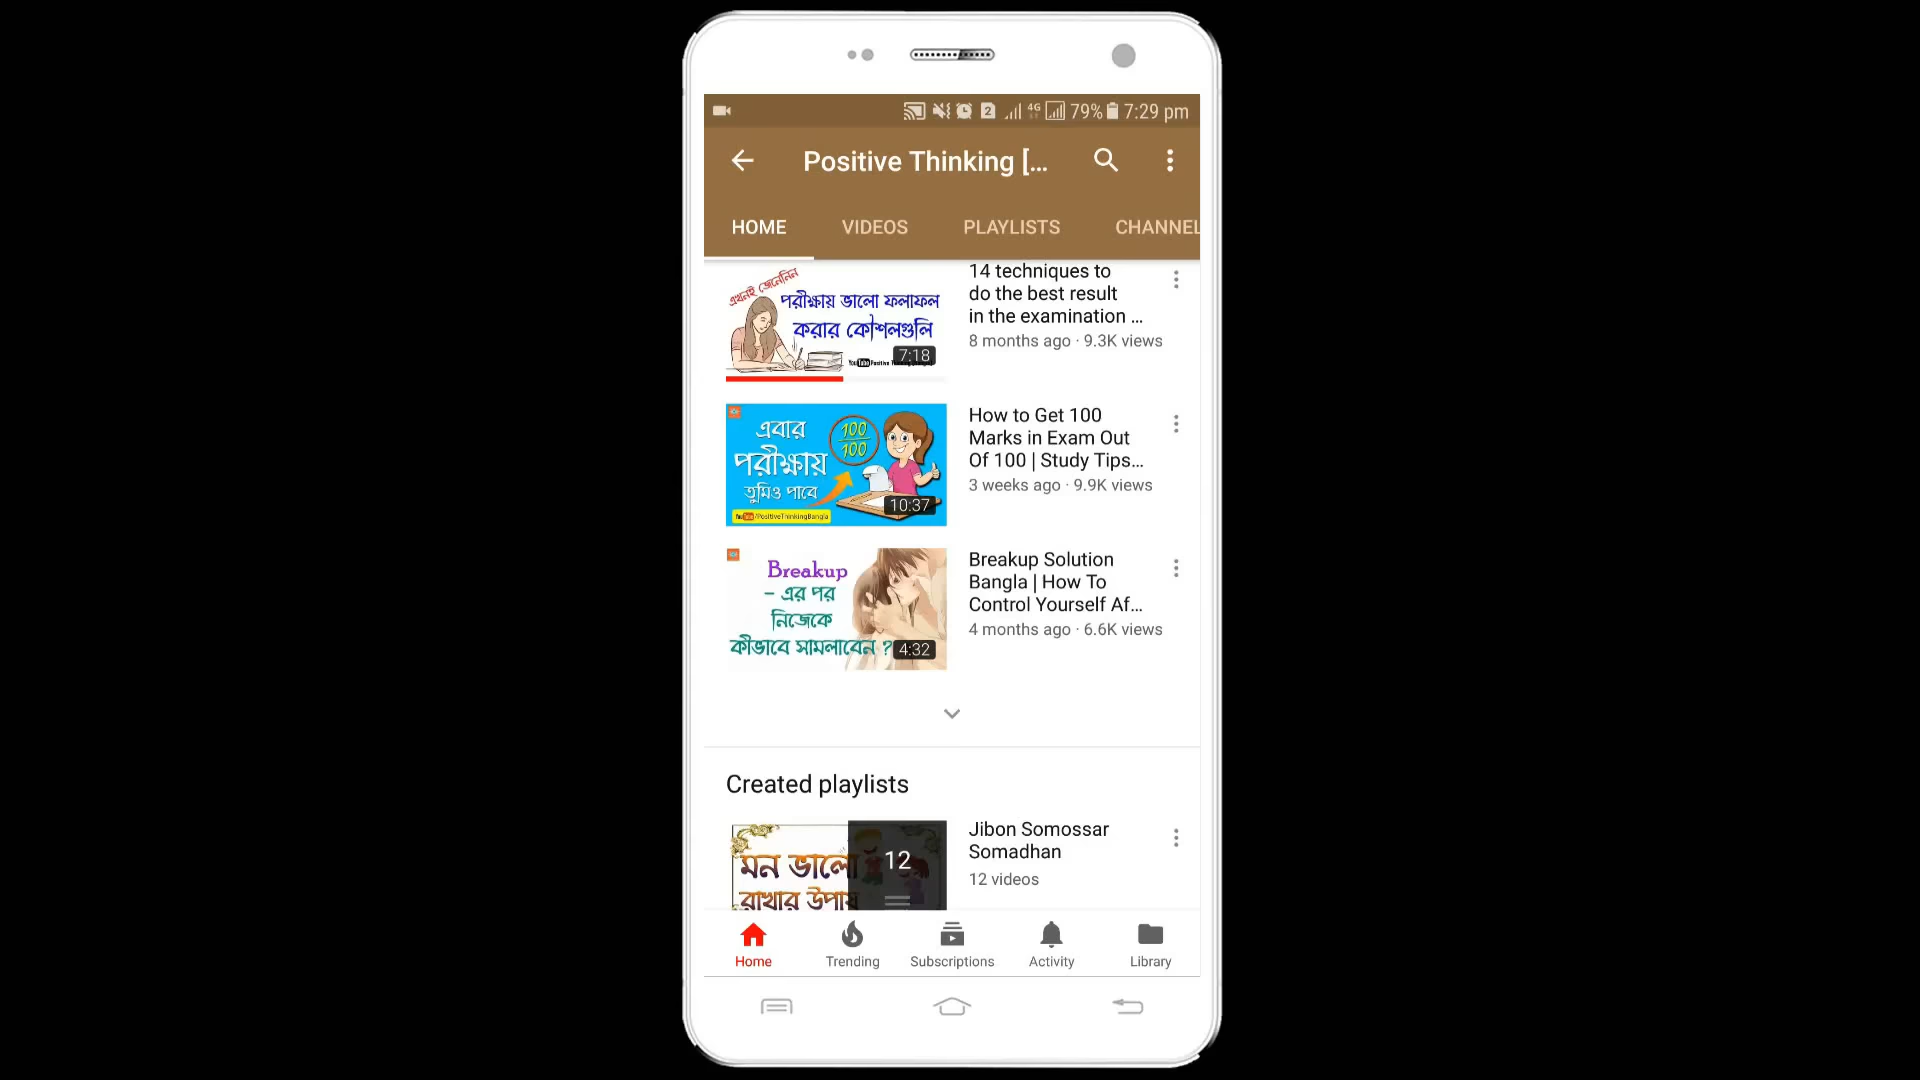 4G 79% 7:29 pm
Positive Thinking [...
HOME VIDEOS PLAYLISTS CHANNEL
এখনই জেনেনিন
পরীক্ষায় ভালো ফলাফল
করার কৌশলগুলি
7:18
14 techniques to
do the best result
in the examination ...
8 months ago · 9.3K views
এবার
পরীক্ষায়
তুমিও পাবে
100
100
YouTube/PositiveThinkingBangla
10:37
How to Get 100
Marks in Exam Out
Of 100 | Study Tips...
3 weeks ago · 9.9K views
Breakup
– এর পর
নিজেকে
কীভাবে সামলাবেন ?
4:32
Breakup Solution
Bangla | How To
Control Yourself Af...
4 months ago · 6.6K views
Created playlists
মন ভালো
রাখার উপায়
12
Jibon Somossar
Somadhan
12 videos
Home Trending Subscriptions Activity Library